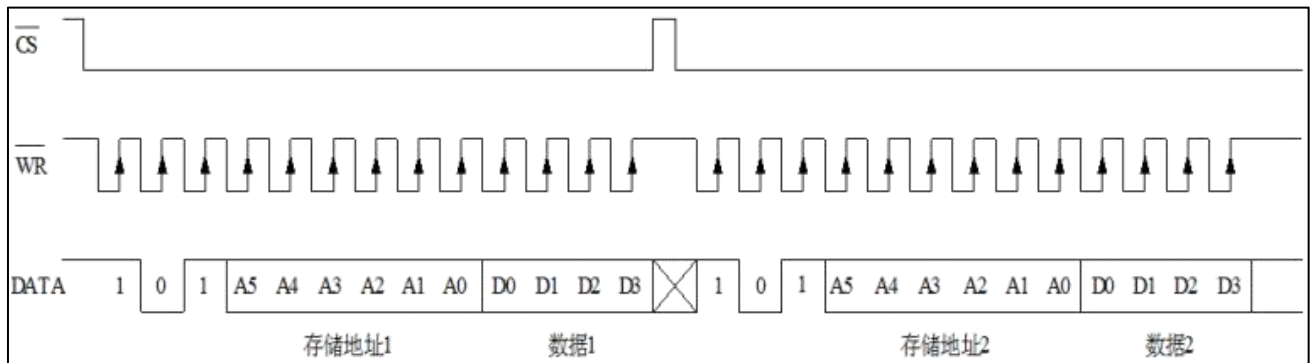 CS
WR
DATA 1 0 1 A5 A4 A3 A2 A1 A0 D0 D1 D2 D3 1 0 1 A5 A4 A3 A2 A1 A0 D0 D1 D2 D3
存储地址1 数据1 存储地址2 数据2